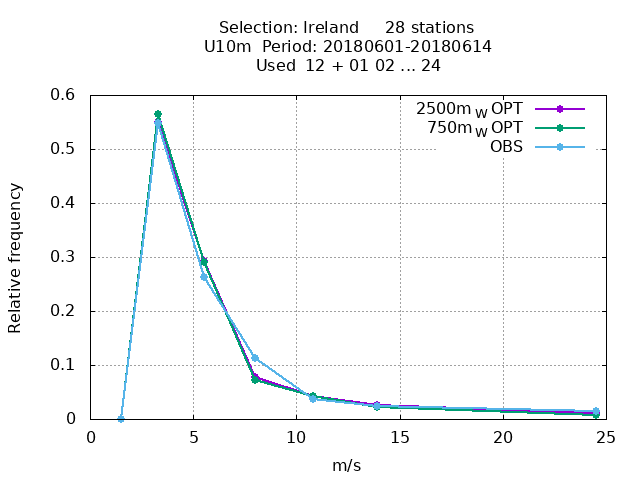 Selection: Ireland     28 stations
U10m  Period: 20180601-20180614
Used  12 + 01 02 ... 24
2500m W OPT
750m W OPT
OBS
Relative frequency
0.6
0.5
0.4
0.3
0.2
0.1
0
0 5 10 15 20 25
m/s